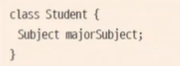 class Student {
  Subject majorSubject;
}